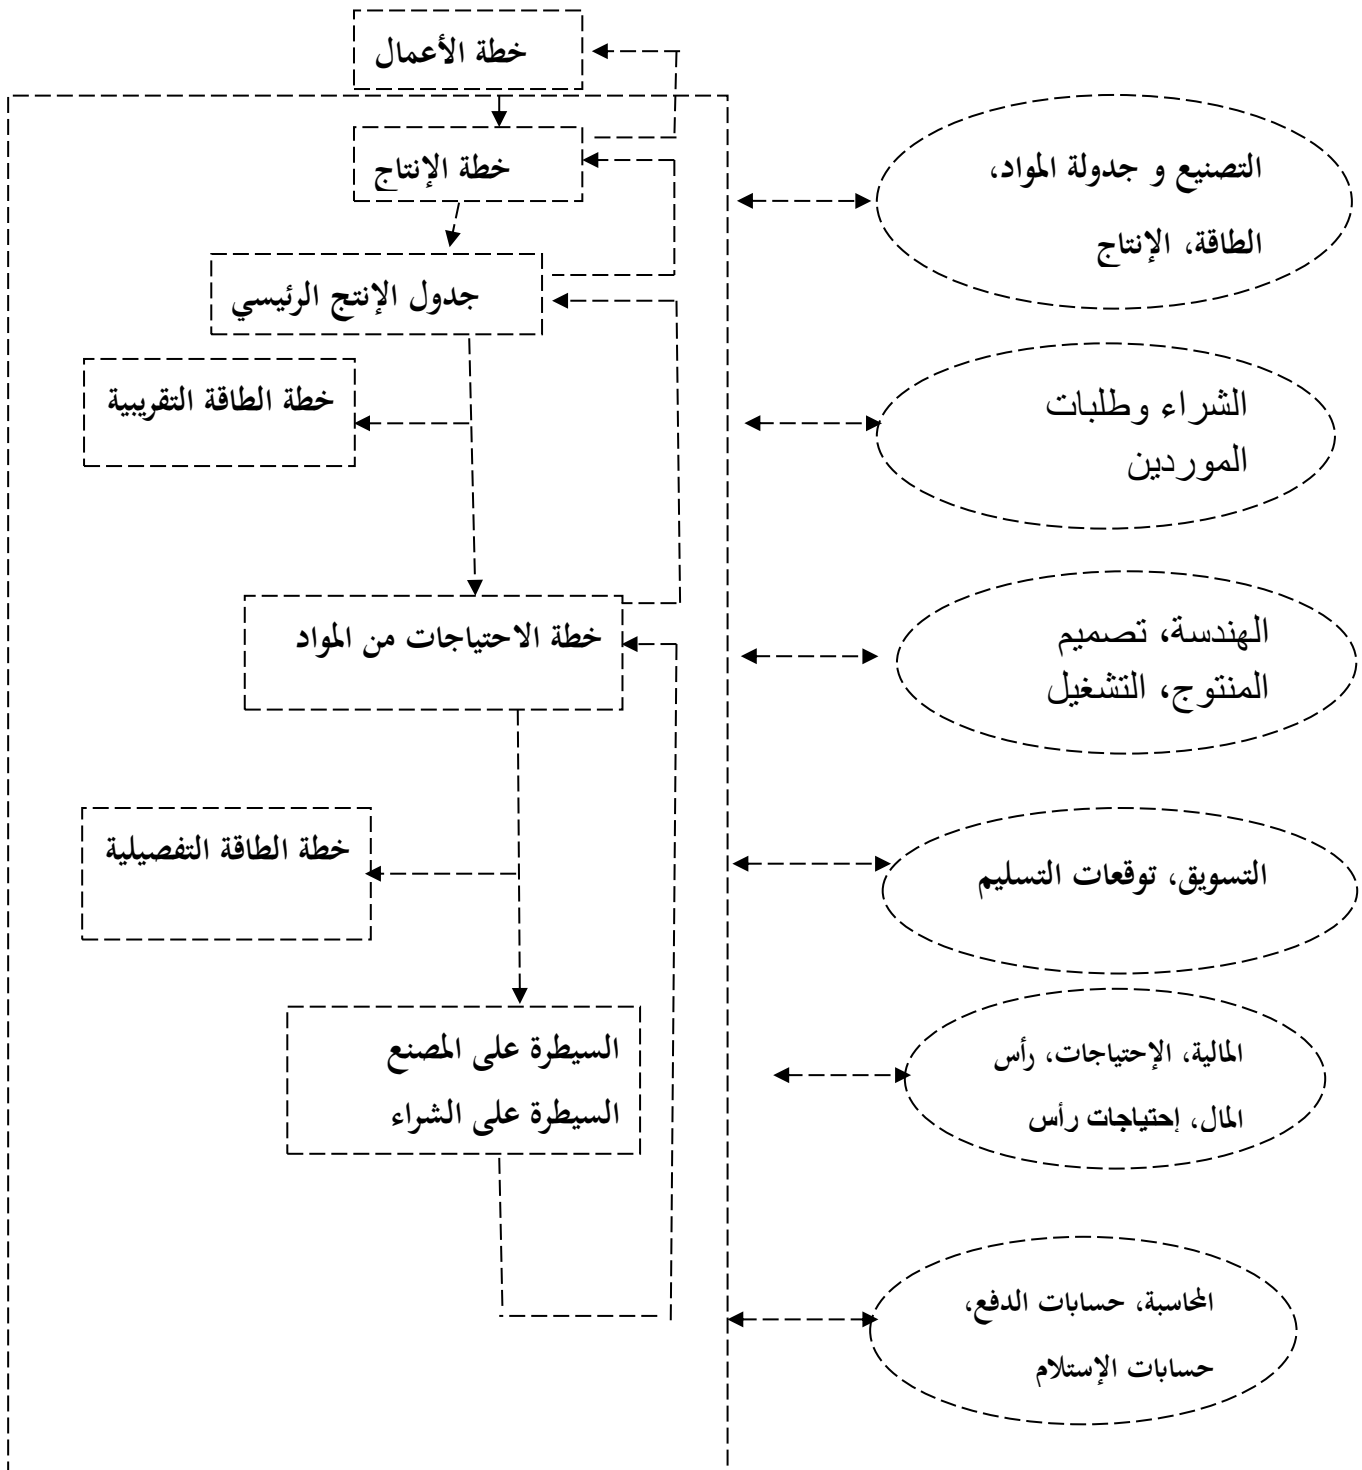 خطة الأعمال
خطة الإنتاج
جدول الإنتج الرئيسي
خطة الطاقة التقريبية
خطة الاحتياجات من المواد
خطة الطاقة التفصيلية
السيطرة على المصنع
السيطرة على الشراء
التصنيع و جدولة المواد،
الطاقة، الإنتاج
الشراء وطلبات
الموردين
الهندسة، تصميم
المنتوج، التشغيل
التسويق، توقعات التسليم
المالية، الإحتياجات، رأس
المال، إحتياجات رأس
المحاسبة، حسابات الدفع،
حسابات الإستلام